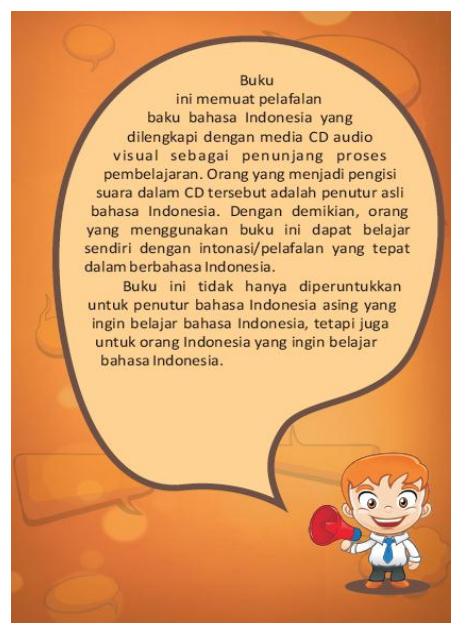 Buku
ini memuat pelafalan
baku bahasa Indonesia yang
dilengkapi dengan media CD audio
visual sebagai penunjang proses
pembelajaran. Orang yang menjadi pengisi
suara dalam CD tersebut adalah penutur asli
bahasa Indonesia. Dengan demikian, orang
yang menggunakan buku ini dapat belajar
sendiri dengan intonasi/pelafalan yang tepat
dalam berbahasa Indonesia.
Buku ini tidak hanya diperuntukkan
untuk penutur bahasa Indonesia asing yang
ingin belajar bahasa Indonesia, tetapi juga
untuk orang Indonesia yang ingin belajar
bahasa Indonesia.